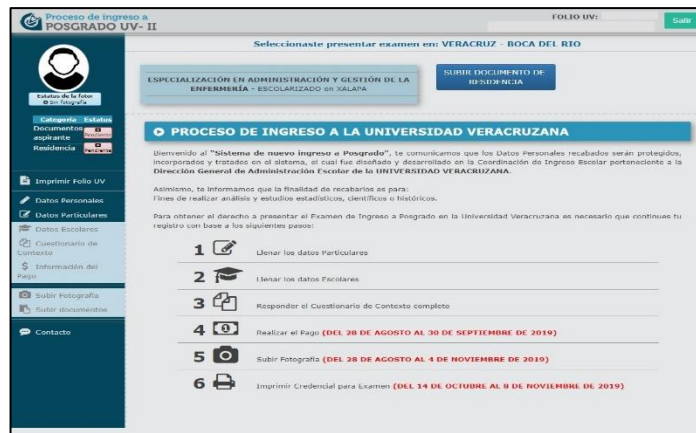 Proceso de ingreso a
POSGRADO UV- II
FOLIO UV:
Salir
Seleccionaste presentar examen en: VERACRUZ - BOCA DEL RIO
ESPECIALIZACIÓN EN ADMINISTRACIÓN Y GESTIÓN DE LA
ENFERMERÍA - ESCOLARIZADO en XALAPA
SUBIR DOCUMENTO DE
RESIDENCIA
Estatus de la foto:
Sin fotografía
Categoria Estatus
Documentos
aspirante
Residencia
Imprimir Folio UV
Datos Personales
Datos Particulares
Datos Escolares
Cuestionario de
Contexto
$ Información del
Pago
Subir Fotografía
Subir documentos
Contacto
PROCESO DE INGRESO A LA UNIVERSIDAD VERACRUZANA
Bienvenido al "Sistema de nuevo ingreso a Posgrado", te comunicamos que los Datos Personales recabados serán protegidos,
incorporados y tratados en el sistema, el cual fue diseñado y desarrollado en la Coordinación de Ingreso Escolar perteneciente a la
Dirección General de Administración Escolar de la UNIVERSIDAD VERACRUZANA.
Asimismo, te informamos que la finalidad de recabarlos es para:
Fines de realizar análisis y estudios estadísticos, científicos o históricos.
Para obtener el derecho a presentar el Examen de Ingreso a Posgrado en la Universidad Veracruzana es necesario que continues tu
registro con base a los siguientes pasos:
1 Llenar los datos Particulares
2 Llenar los datos Escolares
3 Responder el Cuestionario de Contexto completo
4 Realizar el Pago (DEL 28 DE AGOSTO AL 30 DE SEPTIEMBRE DE 2019)
5 Subir Fotografía (DEL 28 DE AGOSTO AL 4 DE NOVIEMBRE DE 2019)
6 Imprimir Credencial para Examen (DEL 14 DE OCTUBRE AL 8 DE NOVIEMBRE DE 2019)